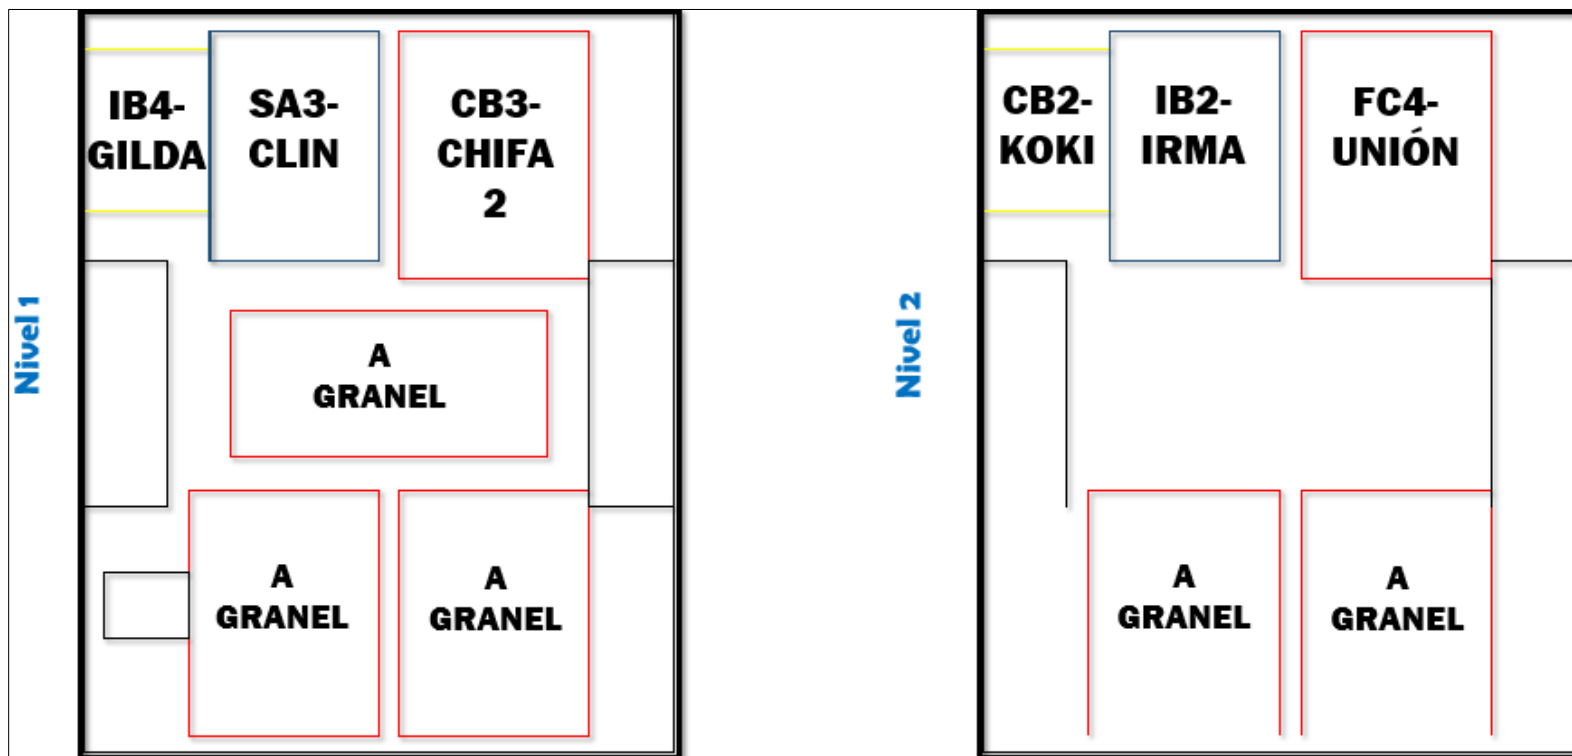 Nivel 1
IB4-
GILDA
SA3-
CLIN
CB3-
CHIFA
2
A
GRANEL
A
GRANEL
A
GRANEL
Nivel 2
CB2-
KOKI
IB2-
IRMA
FC4-
UNIÓN
A
GRANEL
A
GRANEL